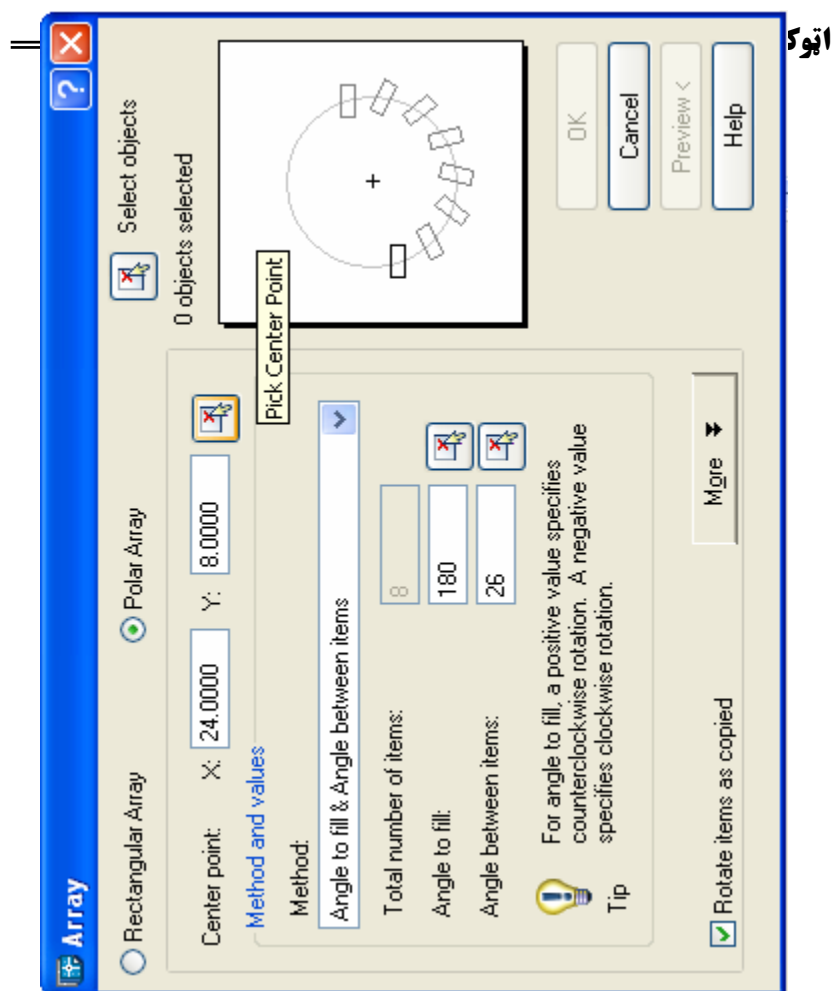 اټوک
Array
Rectangular Array
Polar Array
Select objects
0 objects selected
Center point:
X: 24.0000
Y: 8.0000
Pick Center Point
Method and values
Method:
Angle to fill & Angle between items
Total number of items: 8
Angle to fill: 180
Angle between items: 26
Tip
For angle to fill, a positive value specifies
counterclockwise rotation. A negative value
specifies clockwise rotation.
Rotate items as copied
More
OK
Cancel
Preview <
Help